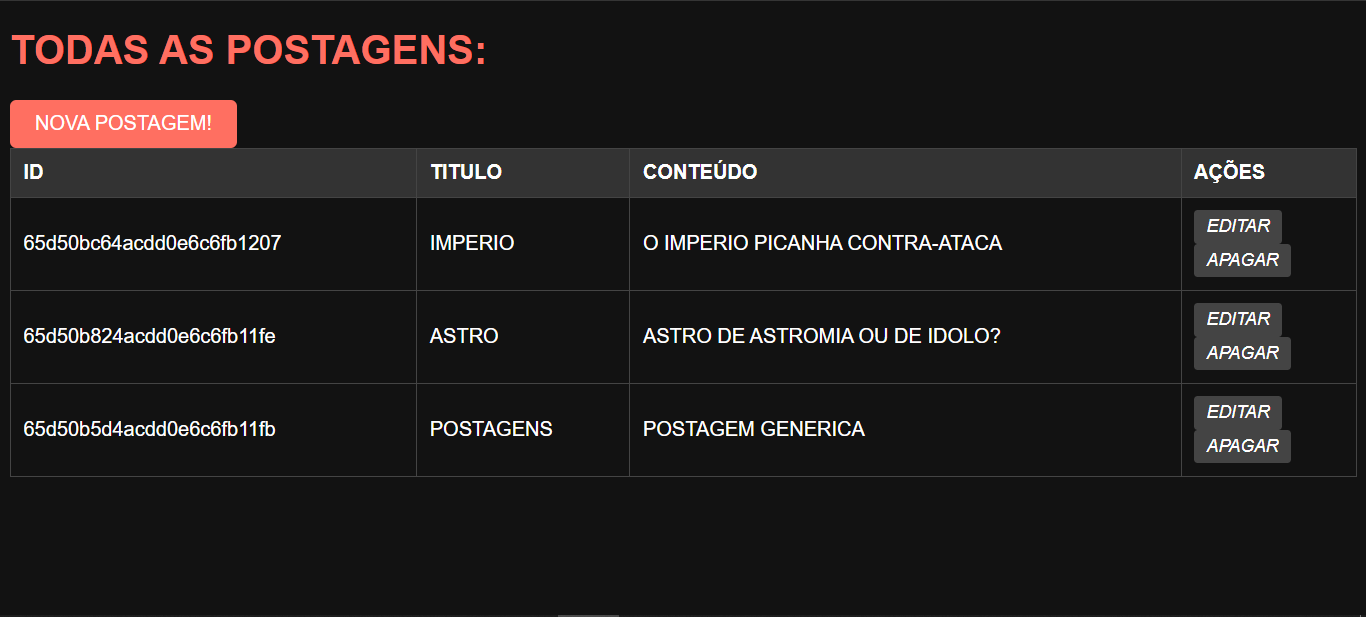 TODAS AS POSTAGENS:
NOVA POSTAGEM!
ID TITULO CONTEÚDO AÇÕES
65d50bc64acdd0e6c6fb1207 IMPERIO O IMPERIO PICANHA CONTRA-ATACA EDITAR
APAGAR
65d50b824acdd0e6c6fb11fe ASTRO ASTRO DE ASTROMIA OU DE IDOLO? EDITAR
APAGAR
65d50b5d4acdd0e6c6fb11fb POSTAGENS POSTAGEM GENERICA EDITAR
APAGAR